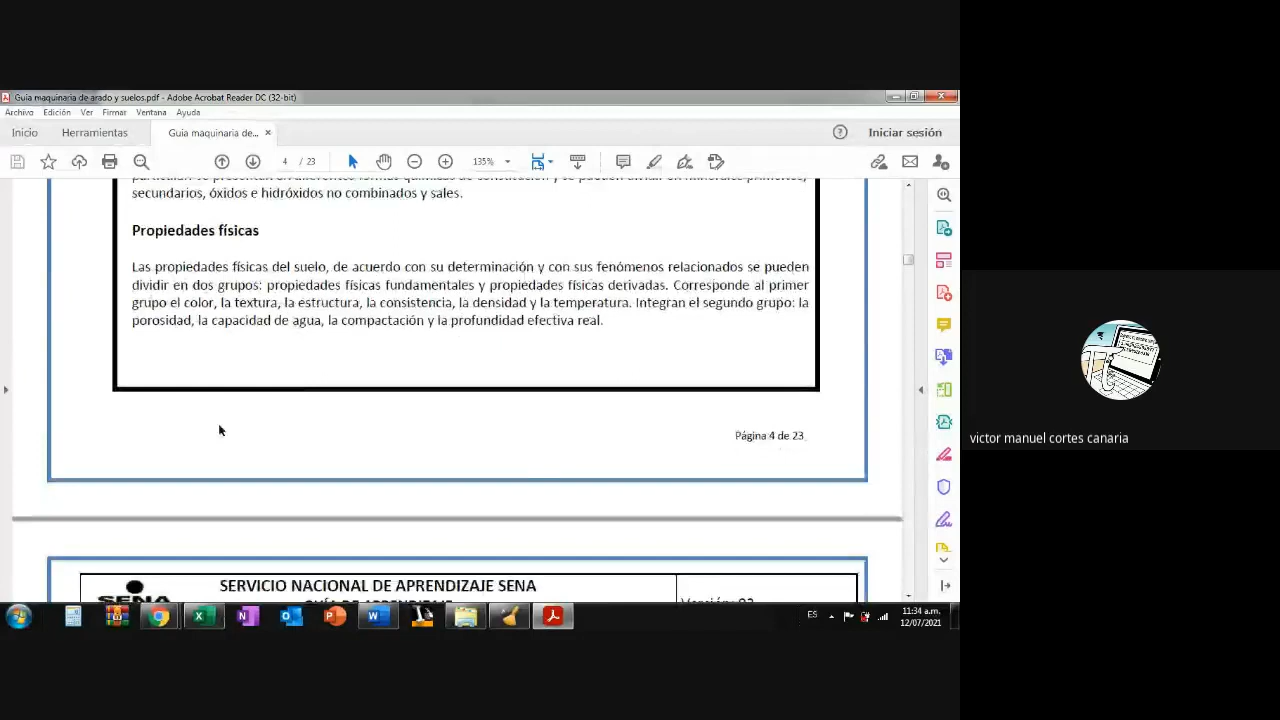 Guia maquinaria de arado y suelos.pdf - Adobe Acrobat Reader DC (32-bit)
Archivo Edición Ver Firmar Ventana Ayuda
Inicio Herramientas Guia maquinaria de... × Iniciar sesión
4 / 23 135%
secundarios, óxidos e hidróxidos no combinados y sales.
Propiedades físicas
Las propiedades físicas del suelo, de acuerdo con su determinación y con sus fenómenos relacionados se pueden
dividir en dos grupos: propiedades físicas fundamentales y propiedades físicas derivadas. Corresponde al primer
grupo el color, la textura, la estructura, la consistencia, la densidad y la temperatura. Integran el segundo grupo: la
porosidad, la capacidad de agua, la compactación y la profundidad efectiva real.
Página 4 de 23
victor manuel cortes canaria
SERVICIO NACIONAL DE APRENDIZAJE SENA
SENA
ES 11:34 a.m.
12/07/2021